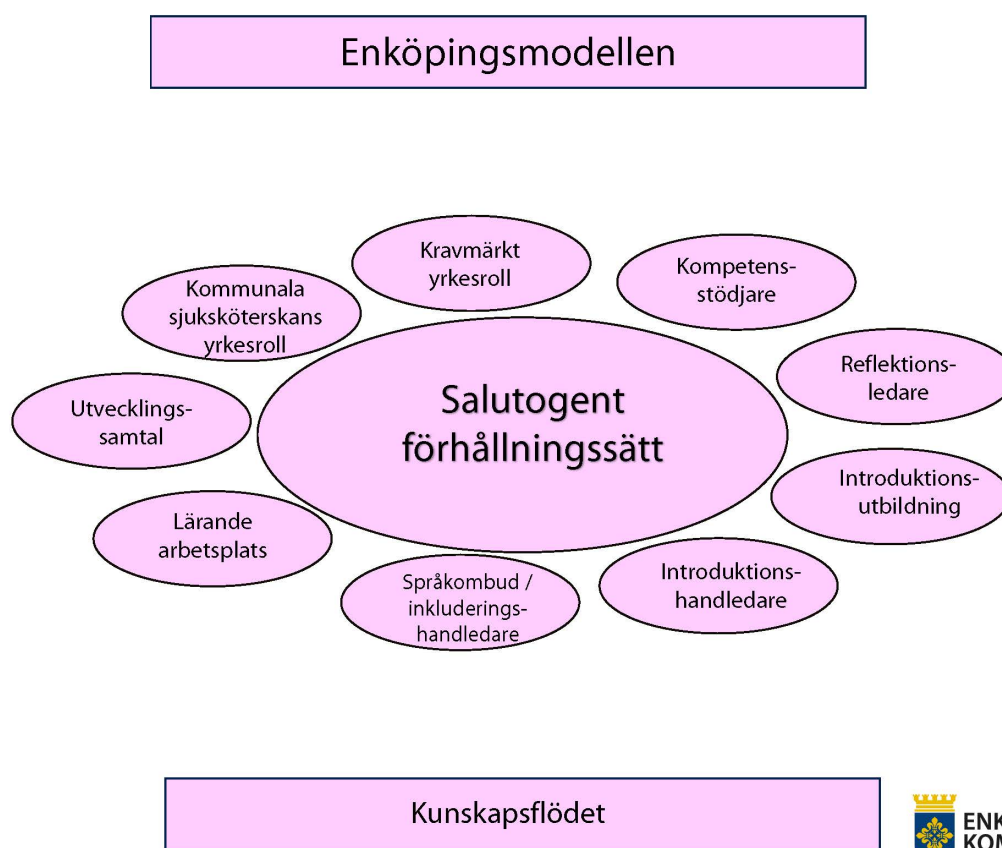 Enköpingsmodellen
Kravmärkt
yrkesroll
Kompetens-
stödjare
Kommunala
sjuksköterskans
yrkesroll
Reflektions-
ledare
Utvecklings-
samtal
Salutogent
förhållningssätt
Introduktions-
utbildning
Lärande
arbetsplats
Introduktions-
handledare
Språkombud /
inkluderings-
handledare
Kunskapsflödet